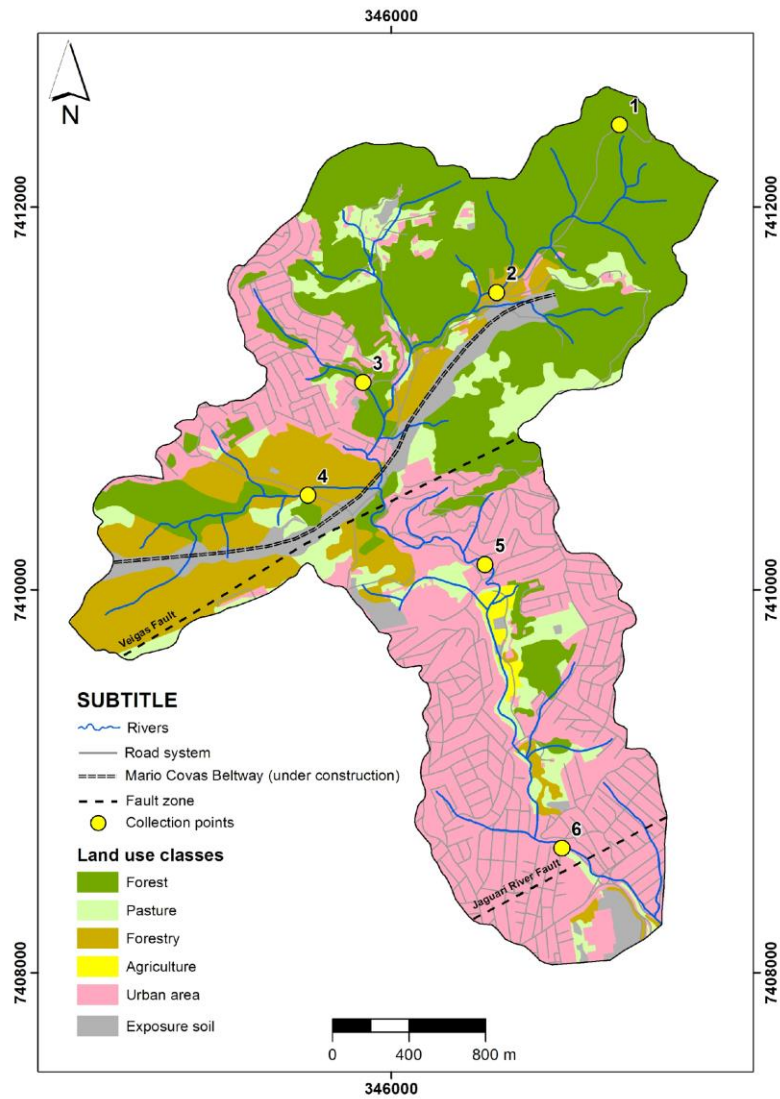 346000
N
1
7412000
7412000
2
3
4
5
7410000
7410000
Veigas Fault
SUBTITLE
Rivers
Road system
Mario Covas Beltway (under construction)
Fault zone
Collection points
6
Jaguari River Fault
Land use classes
Forest
Pasture
Forestry
Agriculture
Urban area
Exposure soil
7408000
7408000
0 400 800 m
346000